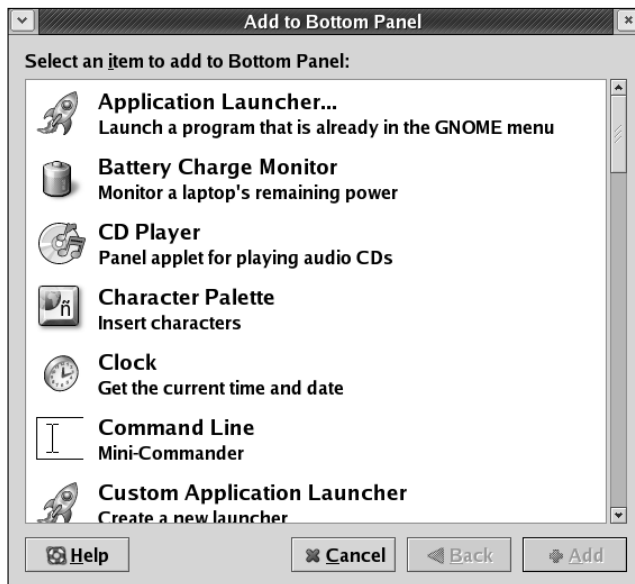 Add to Bottom Panel
Select an item to add to Bottom Panel:
Application Launcher...
Launch a program that is already in the GNOME menu
Battery Charge Monitor
Monitor a laptop's remaining power
CD Player
Panel applet for playing audio CDs
Character Palette
Insert characters
ñ
Clock
Get the current time and date
Command Line
Mini-Commander
Custom Application Launcher
Create a new launcher
Help
Cancel
Back
Add